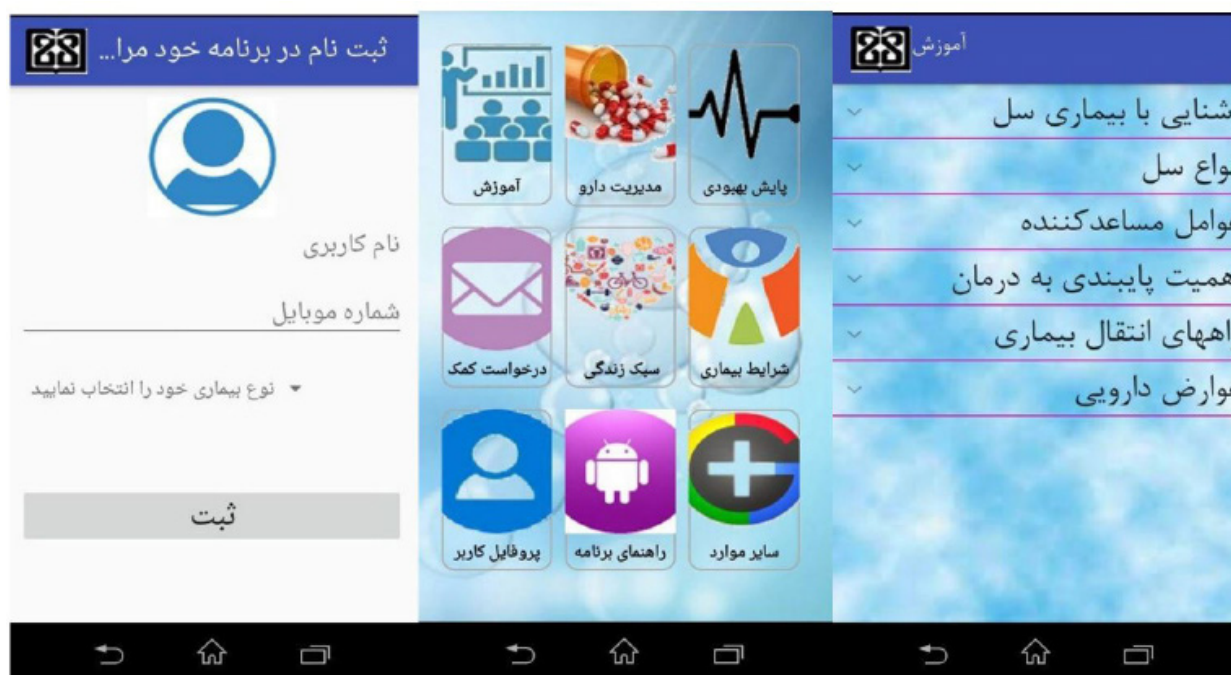 ثبت نام در برنامه خود مرا...
نام کاربری
شماره موبایل
نوع بیماری خود را انتخاب نمایید
ثبت
آموزش
مدیریت دارو
پایش بهبودی
درخواست کمک
سبک زندگی
شرایط بیماری
پروفایل کاربر
راهنمای برنامه
سایر موارد
آموزش
شنایی با بیماری سل
نواع سل
وامل مساعدکننده
همیت پایبندی به درمان
اههای انتقال بیماری
وارض دارویی